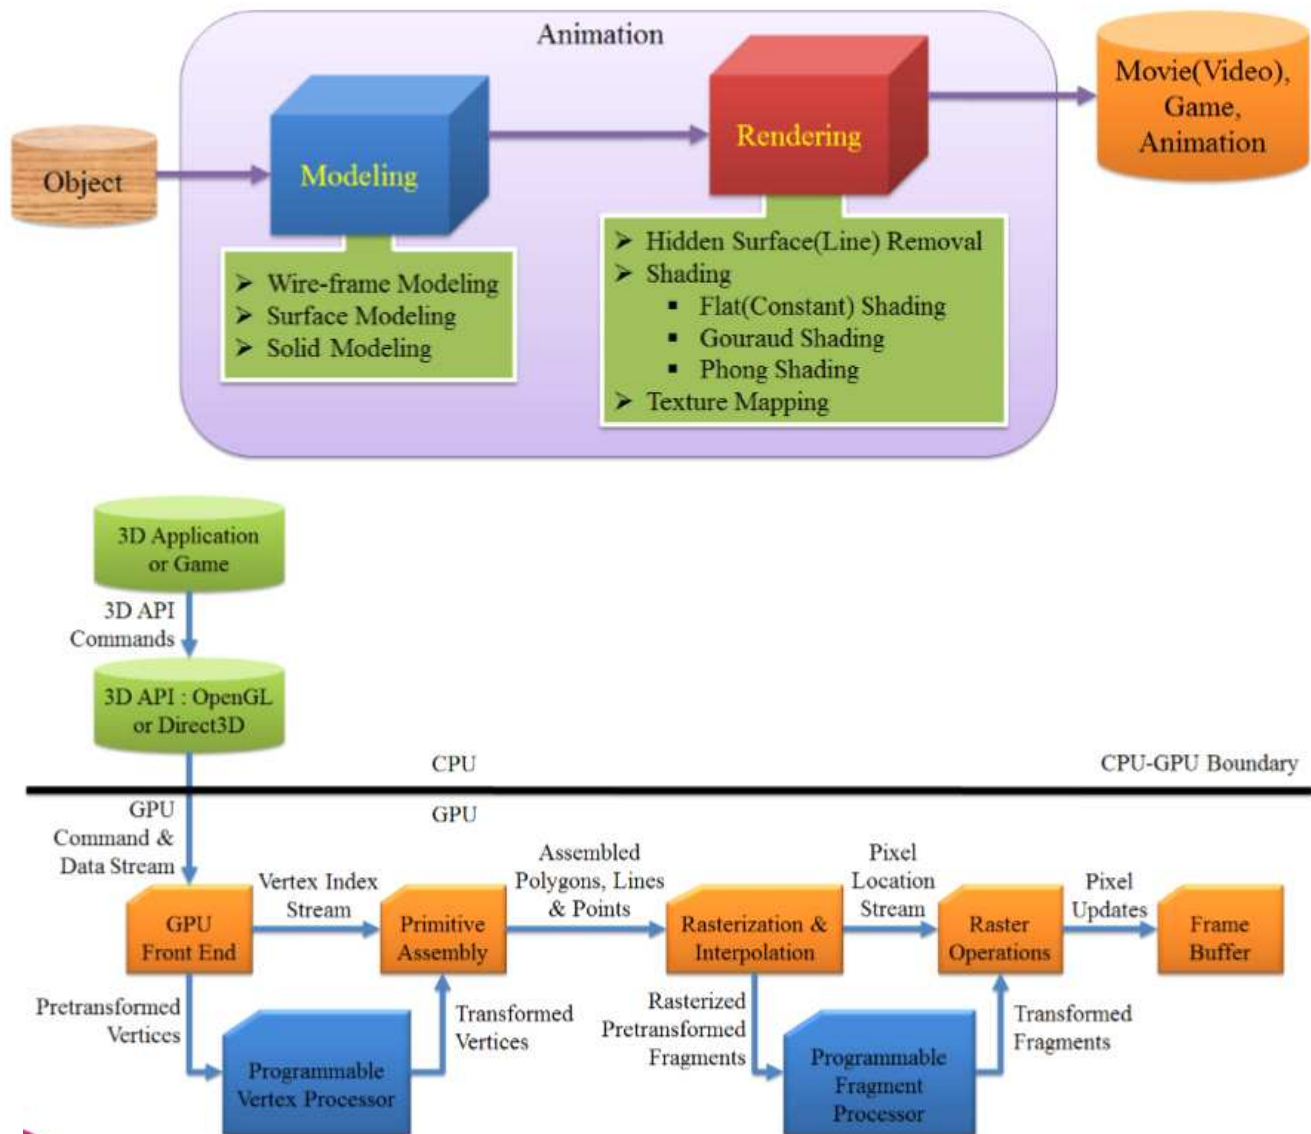 Animation
Object
Modeling
Rendering
Movie(Video),
Game,
Animation
➢ Wire-frame Modeling
➢ Surface Modeling
➢ Solid Modeling
➢ Hidden Surface(Line) Removal
➢ Shading
▪ Flat(Constant) Shading
▪ Gouraud Shading
▪ Phong Shading
➢ Texture Mapping
3D Application
or Game
3D API
Commands
3D API : OpenGL
or Direct3D
CPU
CPU-GPU Boundary
GPU
GPU
Command &
Data Stream
GPU
Front End
Vertex Index
Stream
Primitive
Assembly
Assembled
Polygons, Lines
& Points
Rasterization &
Interpolation
Pixel
Location
Stream
Raster
Operations
Pixel
Updates
Frame
Buffer
Pretransformed
Vertices
Programmable
Vertex Processor
Transformed
Vertices
Rasterized
Pretransformed
Fragments
Programmable
Fragment
Processor
Transformed
Fragments